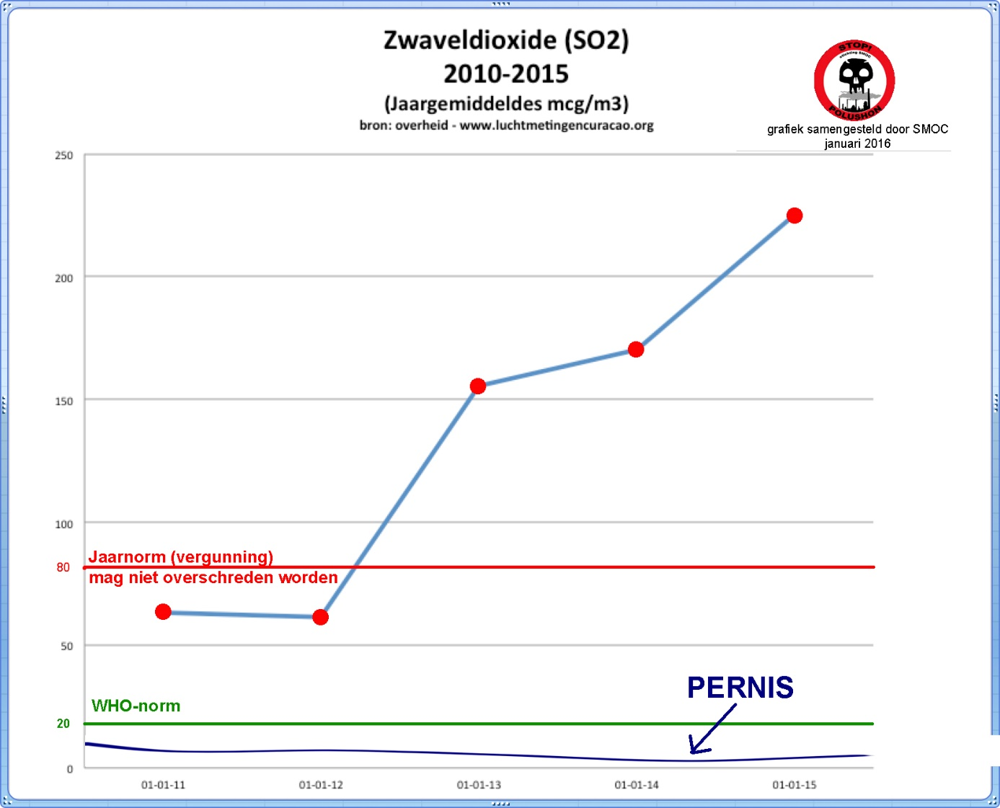 Zwaveldioxide (SO2)
2010-2015
(Jaargemiddeldes mcg/m3)
bron: overheid - www.luchtmetingencuracao.org
STOP!
stichting SMOC
POLUSHON
grafiek samengesteld door SMOC
januari 2016
250
200
150
100
Jaarnorm (vergunning)
80
mag niet overschreden worden
50
PERNIS
WHO-norm
20
0
01-01-11 01-01-12 01-01-13 01-01-14 01-01-15